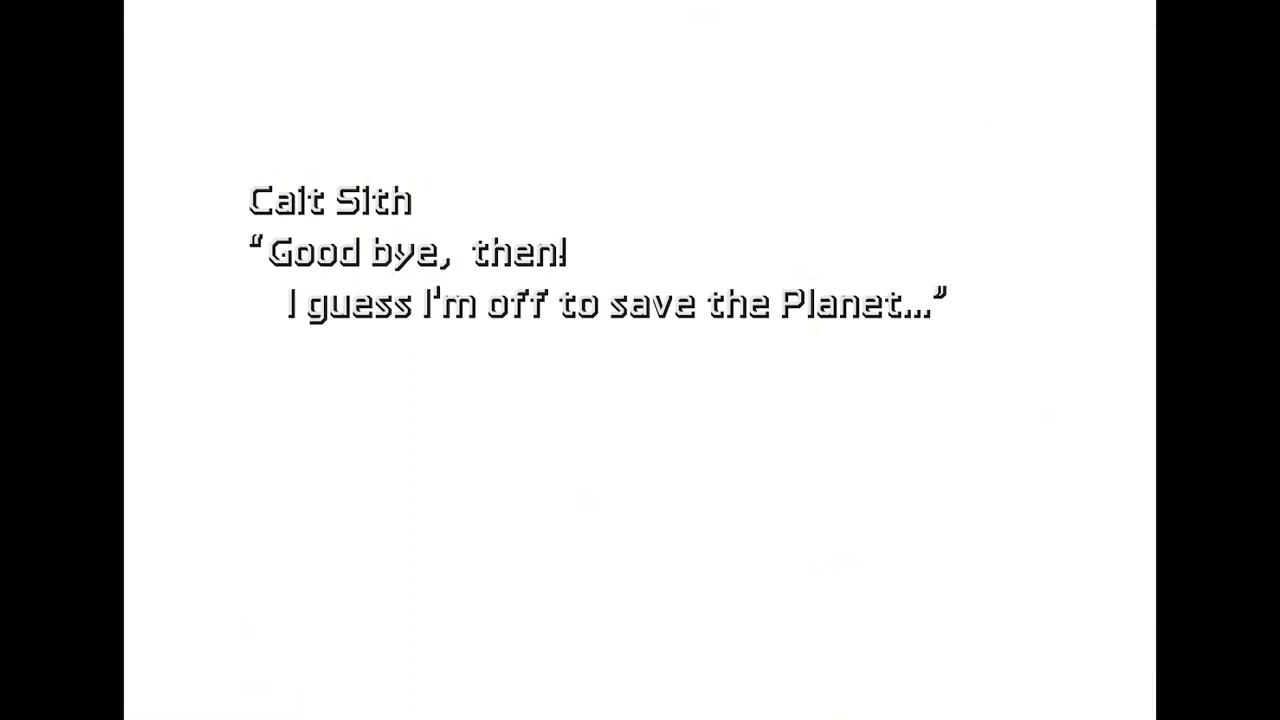 Cait Sith
“Good bye, then!
I guess I'm off to save the Planet...”